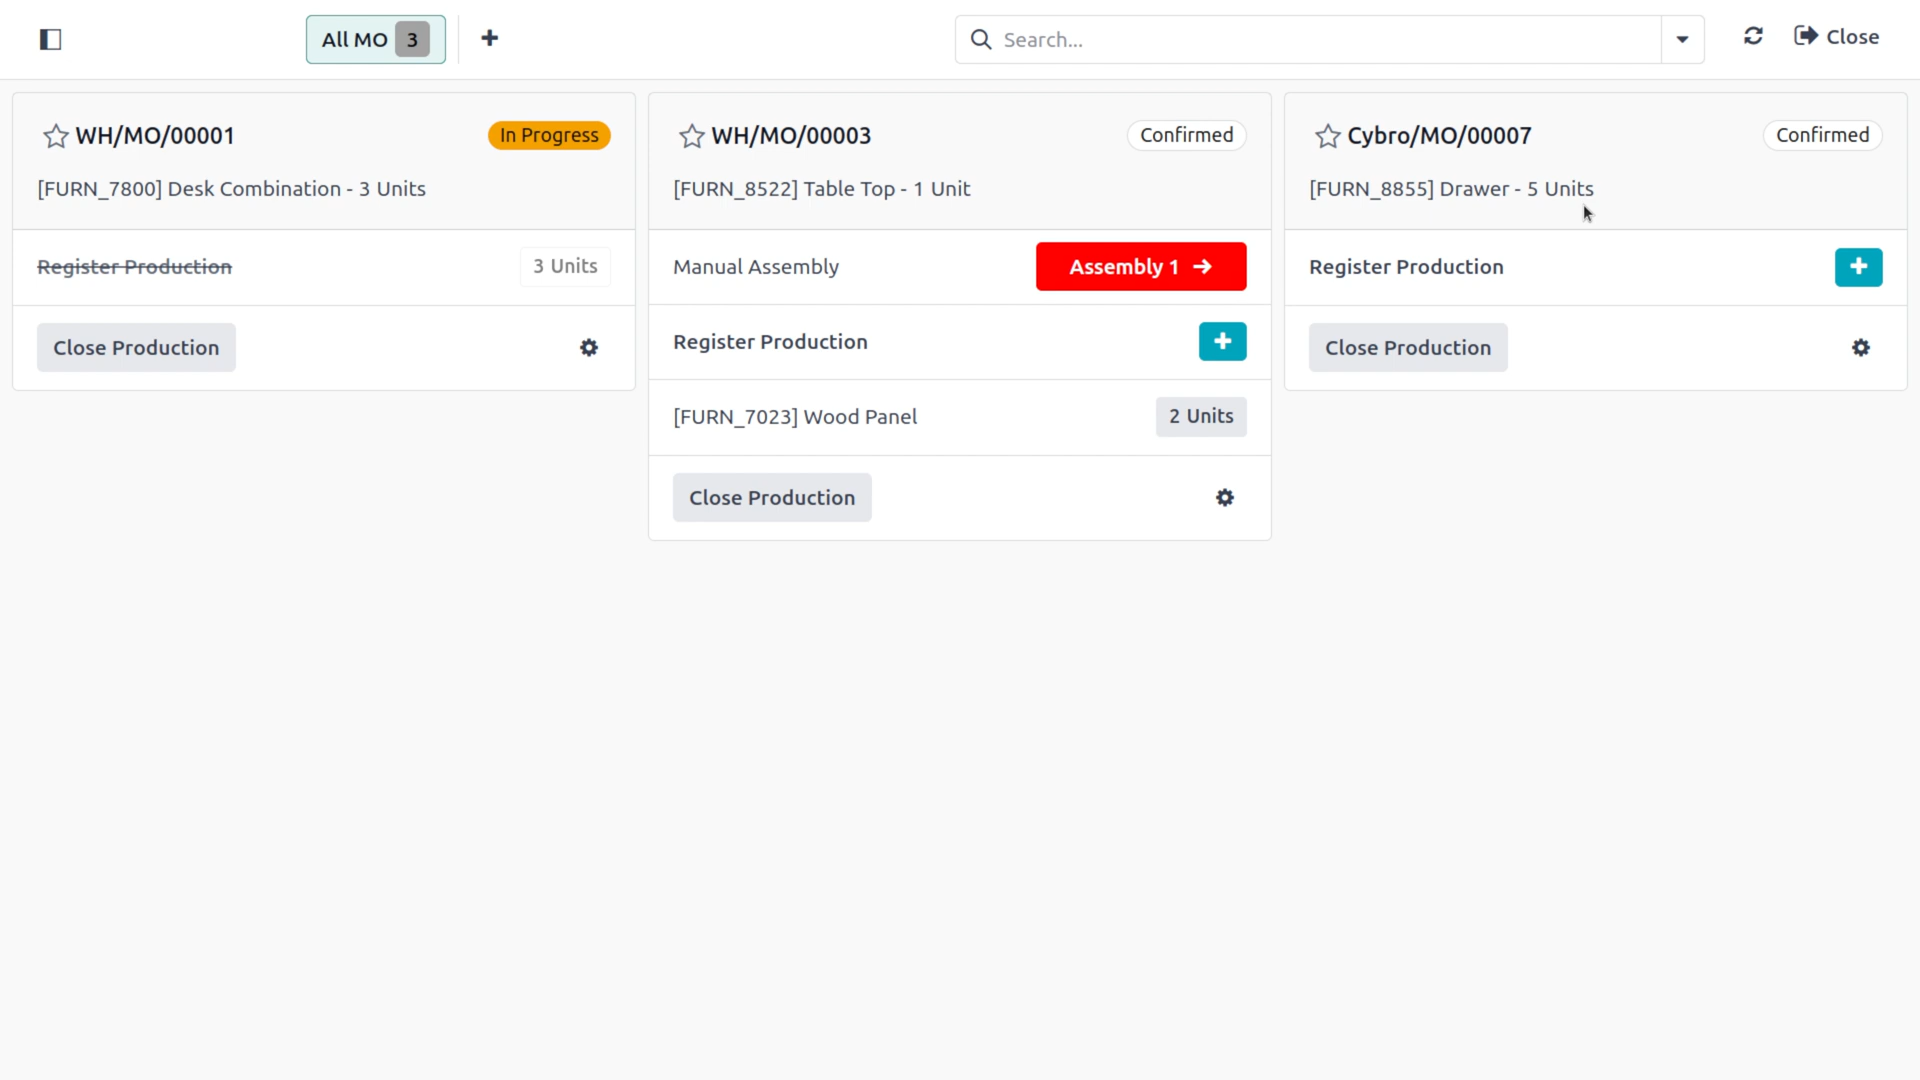 All MO 3
Search...
Close
WH/MO/00001
In Progress
[FURN_7800] Desk Combination - 3 Units
Register Production
3 Units
Close Production
WH/MO/00003
Confirmed
[FURN_8522] Table Top - 1 Unit
Manual Assembly
Assembly 1
Register Production
[FURN_7023] Wood Panel
2 Units
Close Production
Cybro/MO/00007
Confirmed
[FURN_8855] Drawer - 5 Units
Register Production
Close Production